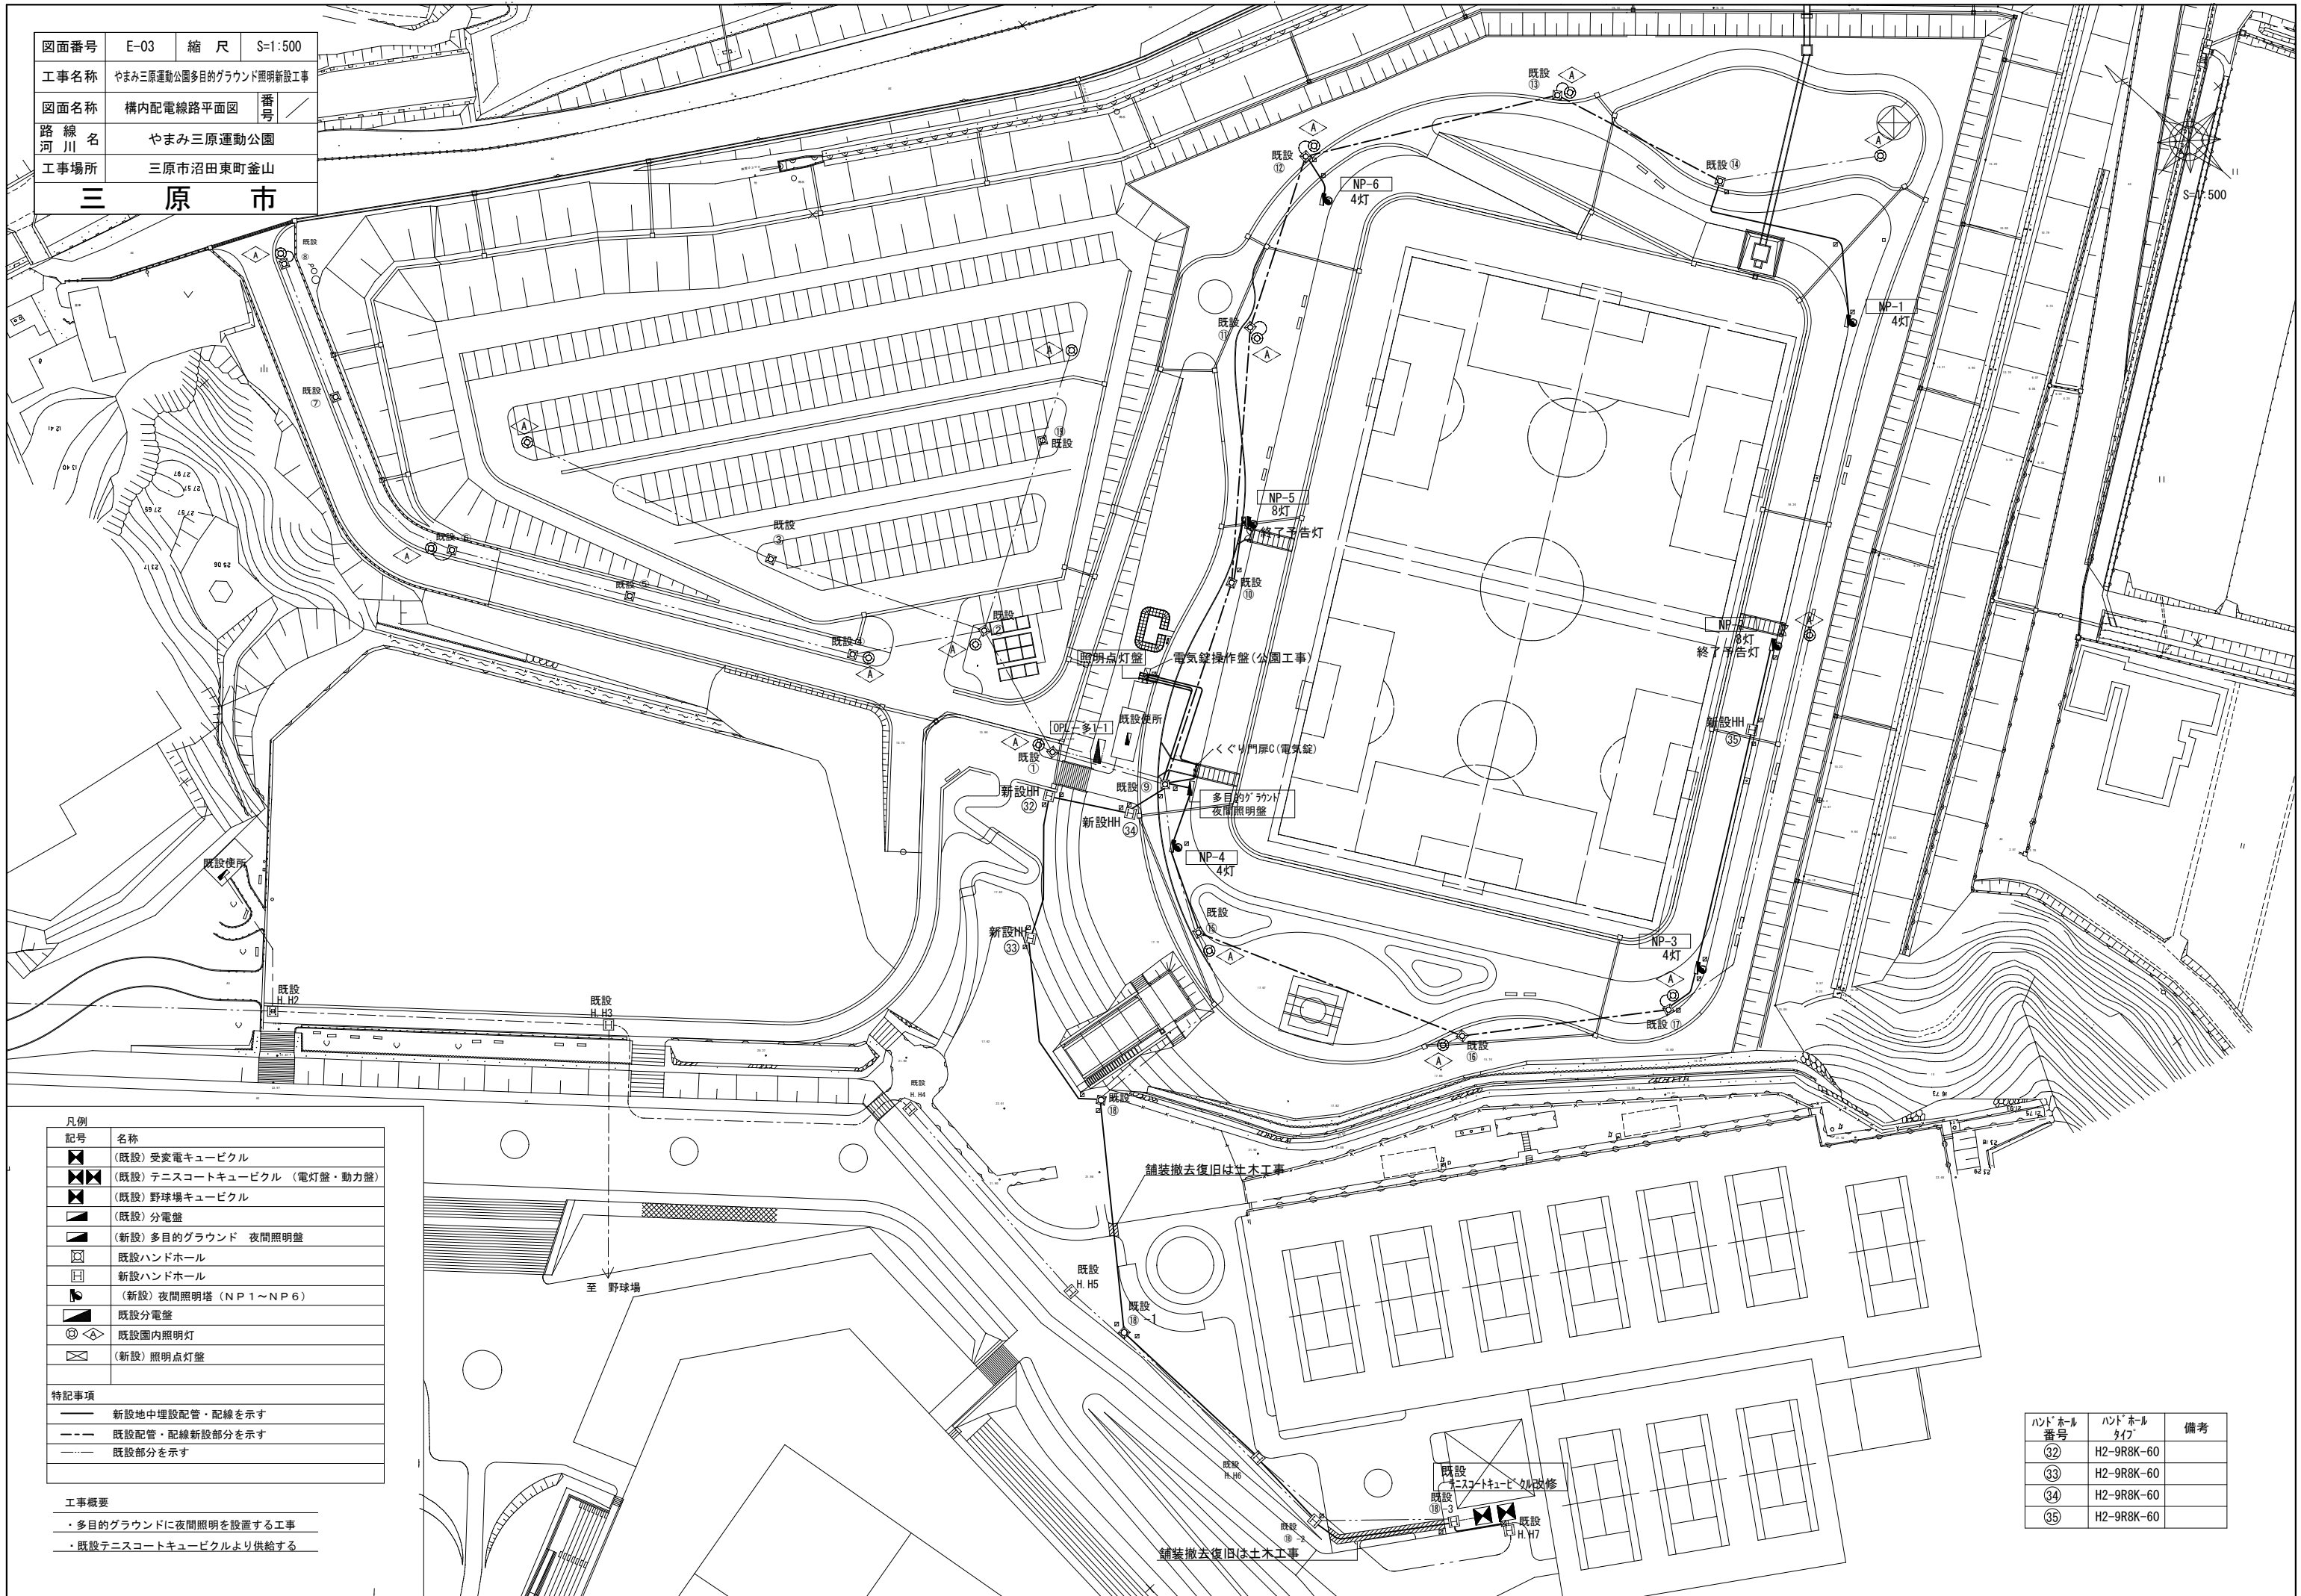 図面番号 E-03 縮 尺 S=1:500
工事名称 やまみ三原運動公園多目的グラウンド照明新設工事
図面名称 構内配電線路平面図 番号 ／
路線河川名 やまみ三原運動公園
工事場所 三原市沼田東町釜山
三 原 市
既設
⑬
A
A
既設
⑫
NP-6
4灯
既設⑭
A
S=1:500
A
既設
⑧
NP-1
4灯
既設
⑪
A
A
既設
⑦
A
⑲
既設
NP-5
8灯
終了予告灯
既設
③
A
既設⑥
既設⑤
既設
⑩
既設
②
既設④
A
A
NP-2
8灯
終了予告灯
A
照明点灯盤
電気錠操作盤(公園工事)
OPL-多1-1
既設便所
A
既設
①
くぐり門扉C(電気錠)
新設HH
㉟
既設⑨
新設HH
㉜
新設HH
㉞
多目的グラウンド
夜間照明盤
NP-4
4灯
既設便所
既設
⑮
A
新設HH
㉝
NP-3
4灯
A
既設⑰
既設
H.H2
既設
H.H3
既設
⑯
A
既設
H.H4
既設
⑱
舗装撤去復旧は土木工事
至 野球場
既設
H.H5
既設
⑱-1
既設
H.H6
既設
テニスコートキュービクル改修
既設
⑱-3
既設
H.H7
既設
⑱-2
舗装撤去復旧は土木工事
凡例
記号 名称
(既設) 受変電キュービクル
(既設) テニスコートキュービクル (電灯盤・動力盤)
(既設) 野球場キュービクル
(既設) 分電盤
(新設) 多目的グラウンド 夜間照明盤
既設ハンドホール
新設ハンドホール
(新設) 夜間照明塔 (NP1〜NP6)
既設分電盤
A 既設園内照明灯
(新設) 照明点灯盤
特記事項
新設地中埋設配管・配線を示す
既設配管・配線新設部分を示す
既設部分を示す
工事概要
・多目的グラウンドに夜間照明を設置する工事
・既設テニスコートキュービクルより供給する
ハンドホール番号 ハンドホールタイプ 備考
㉜ H2-9R8K-60
㉝ H2-9R8K-60
㉞ H2-9R8K-60
㉟ H2-9R8K-60